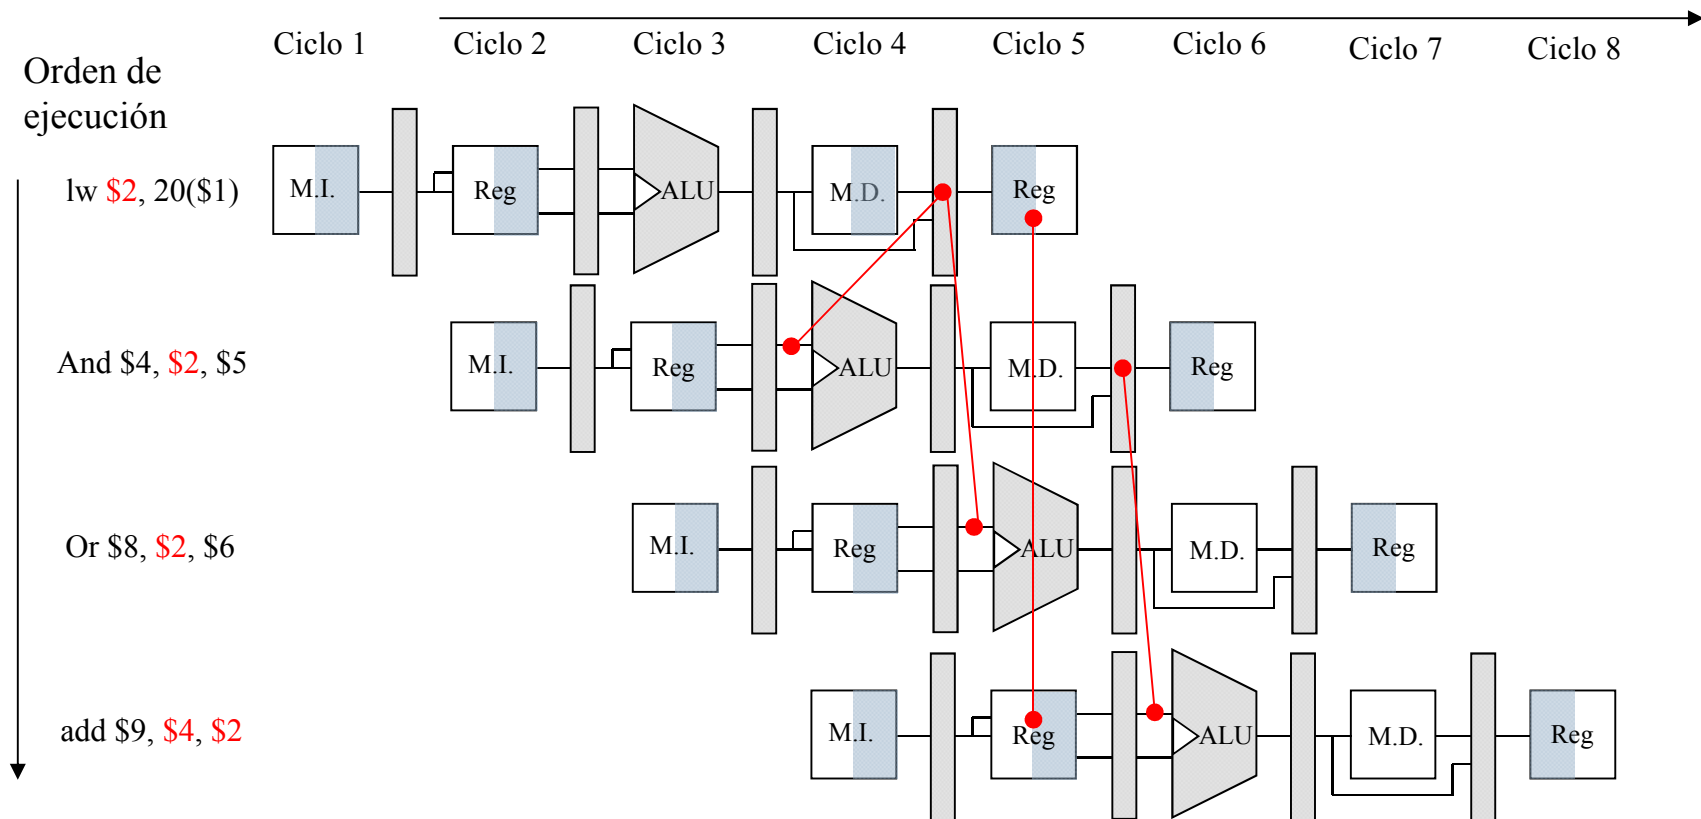 Ciclo 1 Ciclo 2 Ciclo 3 Ciclo 4 Ciclo 5 Ciclo 6 Ciclo 7 Ciclo 8
Orden de
ejecución
lw $2, 20($1) M.I. Reg ALU M.D. Reg
And $4, $2, $5 M.I. Reg ALU M.D. Reg
Or $8, $2, $6 M.I. Reg ALU M.D. Reg
add $9, $4, $2 M.I. Reg ALU M.D. Reg